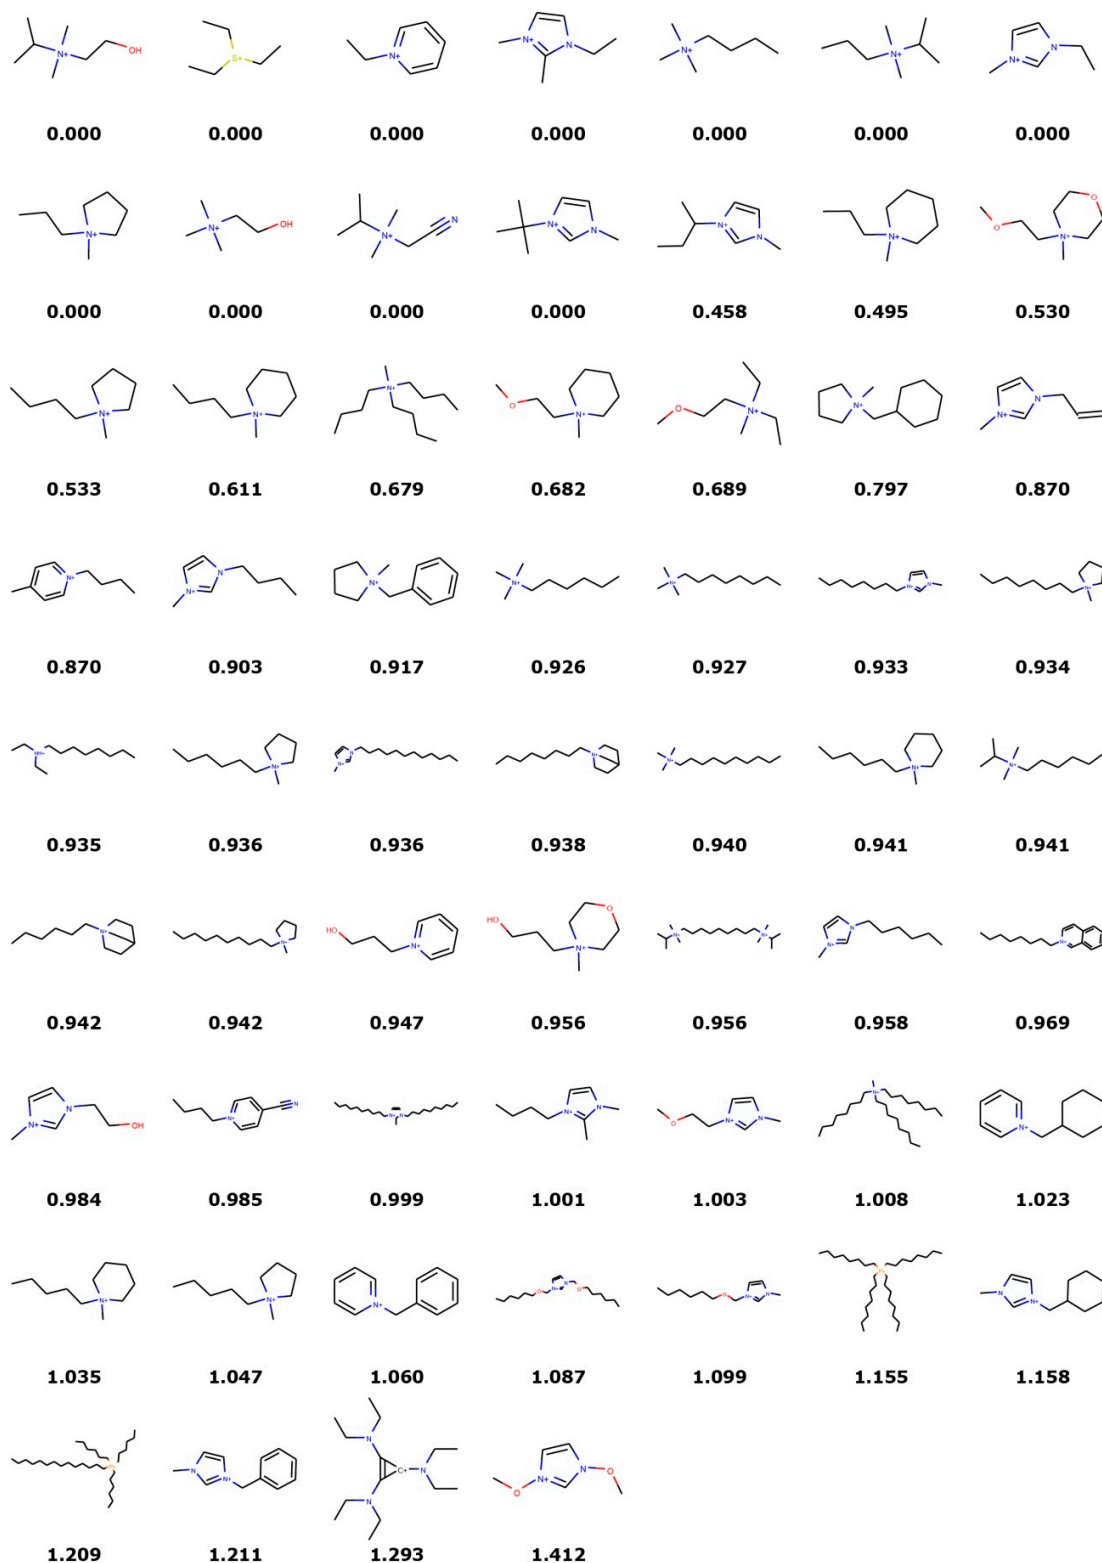 N+ OH S+ N+ N+ N N+ N+ N+ N
0.000 0.000 0.000 0.000 0.000 0.000 0.000
N+ N+ OH N+ N N+ N N+ N N+ O N+ O
0.000 0.000 0.000 0.000 0.458 0.495 0.530
N+ N+ N+ O N+ O N+ N+ N+ N
0.533 0.611 0.679 0.682 0.689 0.797 0.870
N+ N+ N N+ N+ N+ N+ N N+
0.870 0.903 0.917 0.926 0.927 0.933 0.934
NH+ N+ N+ N N+ N+ N+ N+
0.935 0.936 0.936 0.938 0.940 0.941 0.941
N+ N+ HO N+ HO N+ O N+ N+ N+ N N+
0.942 0.942 0.947 0.956 0.956 0.958 0.969
N+ N OH N+ N N+ N N+ N O N+ N N+ N+
0.984 0.985 0.999 1.001 1.003 1.008 1.023
N+ N+ N+ O N+ N O O N+ N P+ N N+
1.035 1.047 1.060 1.087 1.099 1.155 1.158
P+ N N+ N C+ N N N+ N O O
1.209 1.211 1.293 1.412